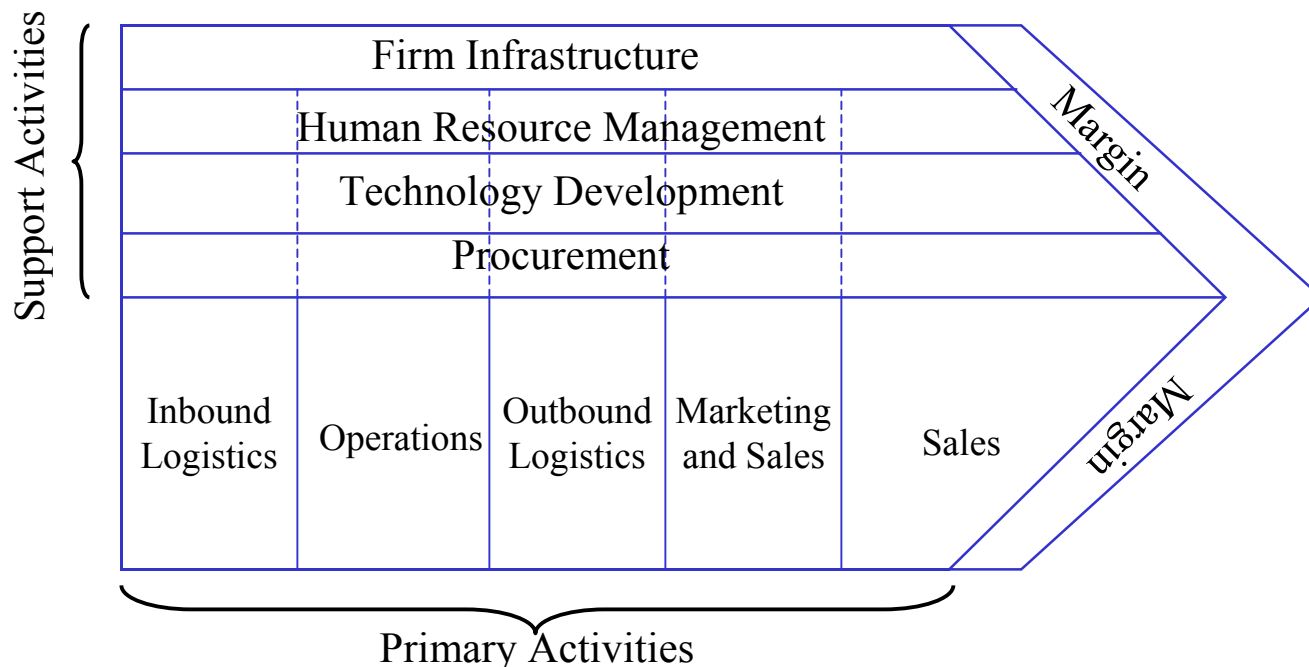 Support Activities
Firm Infrastructure
Human Resource Management
Technology Development
Procurement
Margin
Inbound
Logistics
Operations
Outbound
Logistics
Marketing
and Sales
Sales
Margin
Primary Activities